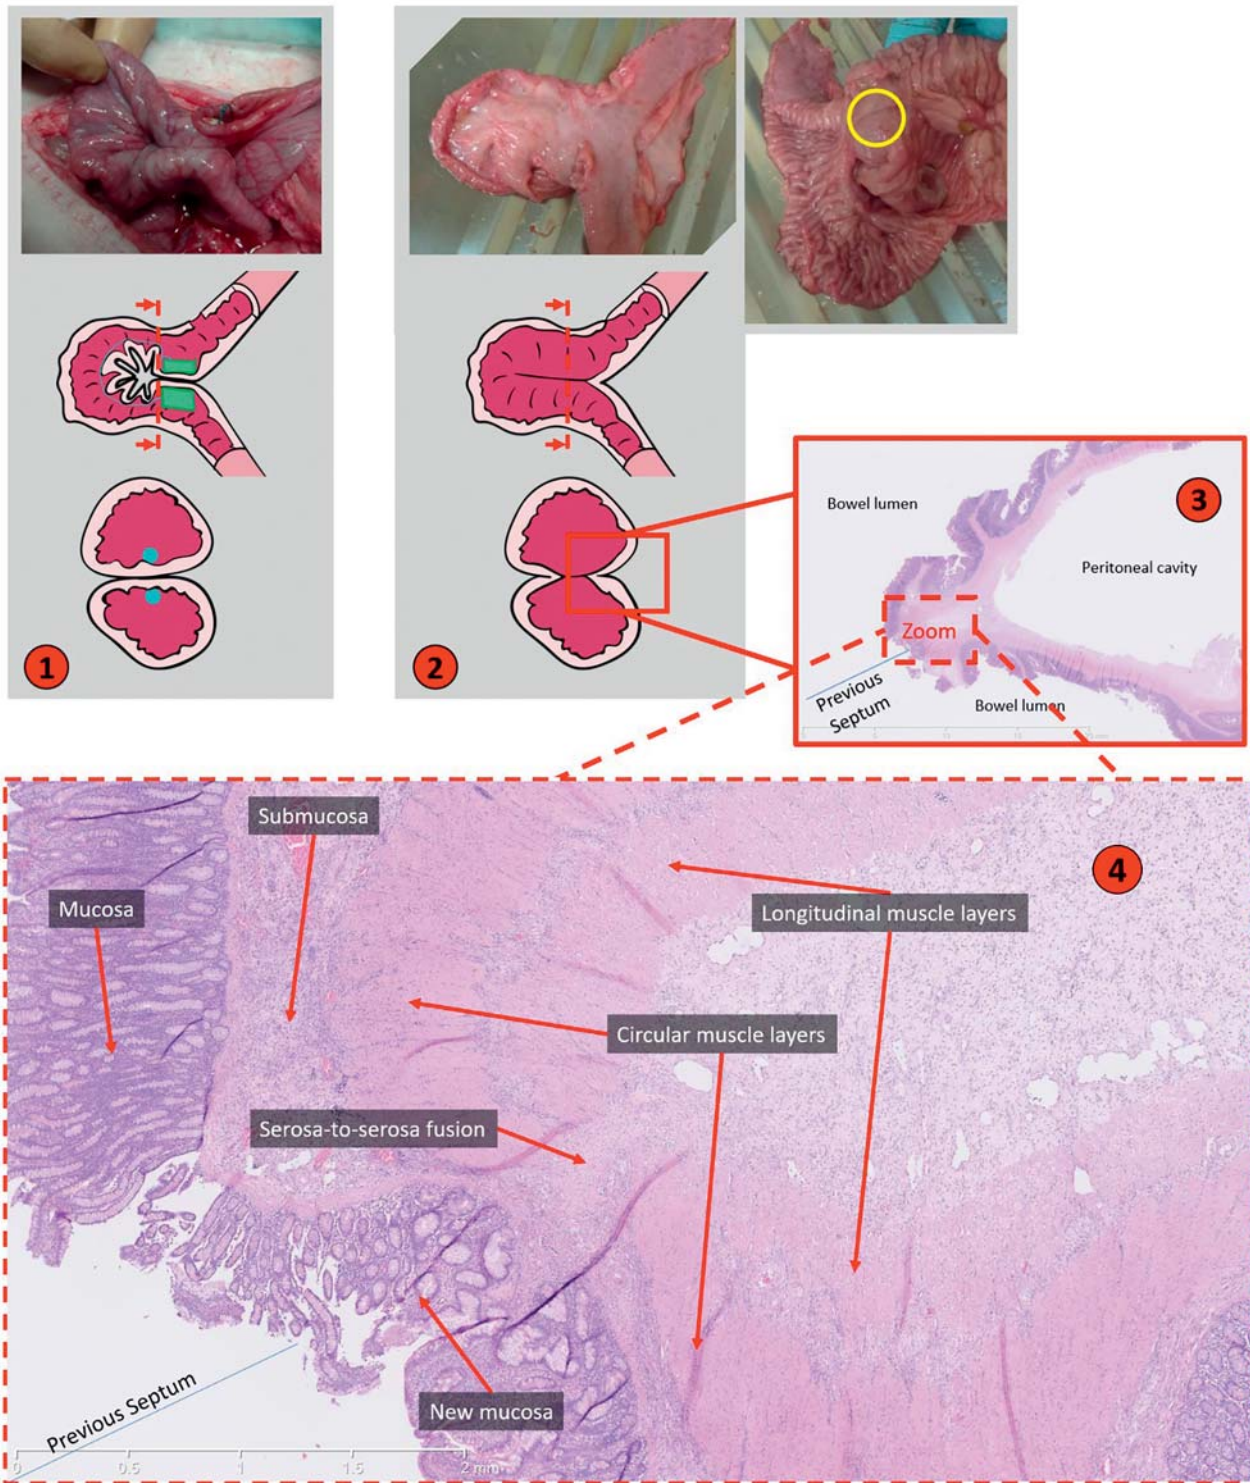 1
2
3
Bowel lumen
Peritoneal cavity
Zoom
Previous
Septum
Bowel lumen
4
Submucosa
Mucosa
Longitudinal muscle layers
Circular muscle layers
Serosa-to-serosa fusion
New mucosa
Previous Septum
0 0.5 1 1.5 2 mm